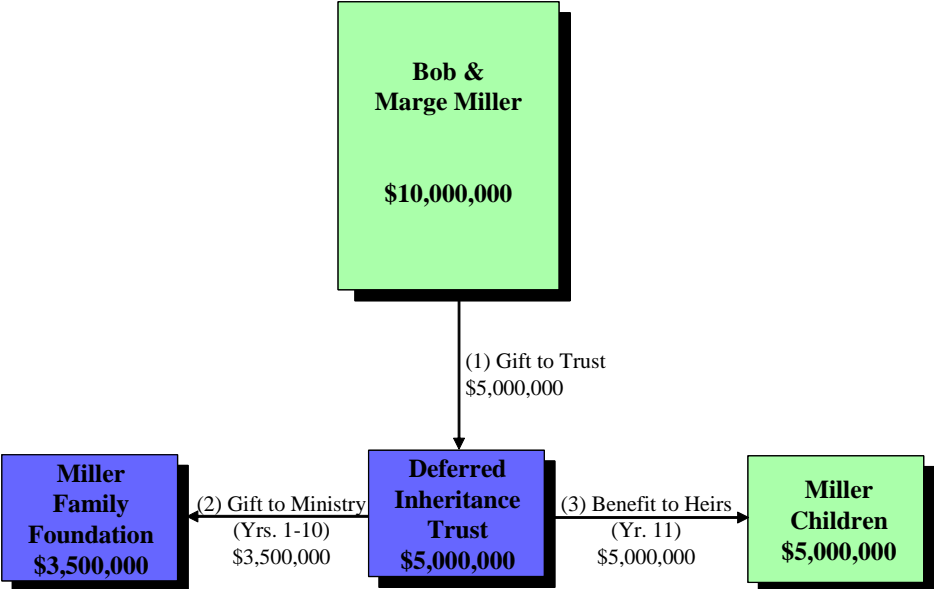 Bob &
Marge Miller
$10,000,000
(1) Gift to Trust
$5,000,000
Miller
Family
Foundation
$3,500,000
(2) Gift to Ministry
(Yrs. 1-10)
$3,500,000
Deferred
Inheritance
Trust
$5,000,000
(3) Benefit to Heirs
(Yr. 11)
$5,000,000
Miller
Children
$5,000,000